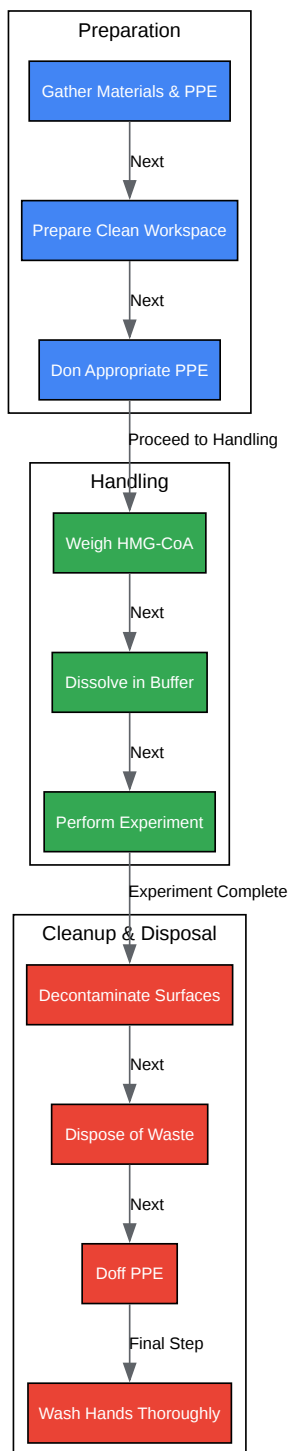 Preparation
Gather Materials & PPE
Next
Prepare Clean Workspace
Next
Don Appropriate PPE
Proceed to Handling
Handling
Weigh HMG-CoA
Next
Dissolve in Buffer
Next
Perform Experiment
Experiment Complete
Cleanup & Disposal
Decontaminate Surfaces
Next
Dispose of Waste
Next
Doff PPE
Final Step
Wash Hands Thoroughly